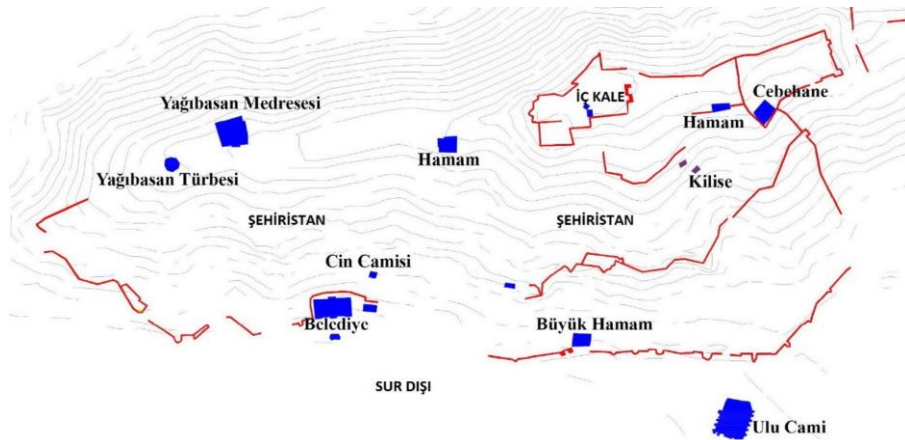 Yağıbasan Medresesi
İÇ KALE
Cebehane
Hamam
Hamam
Yağıbasan Türbesi
Kilise
ŞEHİRİSTAN
ŞEHİRİSTAN
Cin Camisi
Belediye
Büyük Hamam
SUR DIŞI
Ulu Cami